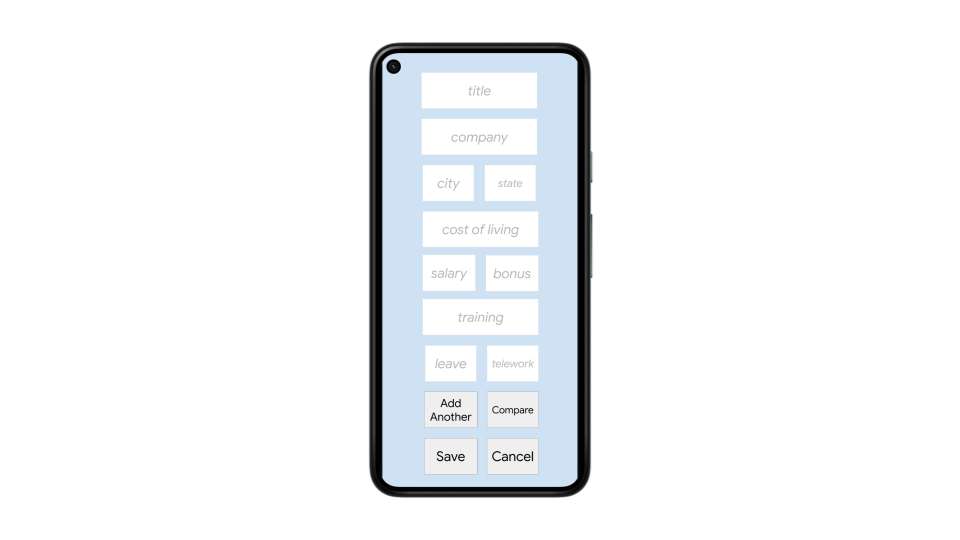 title
company
city
state
cost of living
salary
bonus
training
leave
telework
Add
Another
Compare
Save
Cancel